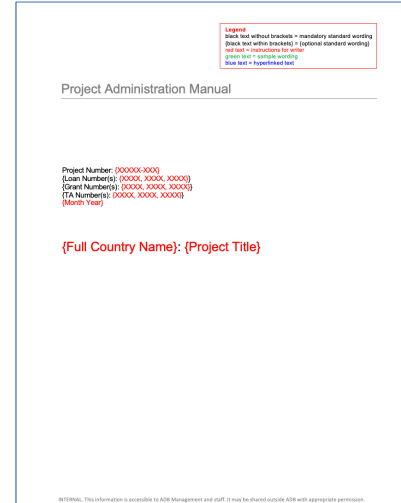 Legend
black text without brackets = mandatory standard wording
{black text within brackets} = {optional standard wording}
red text = instructions for writer
green text = sample wording
blue text = hyperlinked text
Project Administration Manual
Project Number: {XXXXX-XXX}
{Loan Number(s): {XXXX, XXXX, XXXX}}
{Grant Number(s): {XXXX, XXXX, XXXX}}
{TA Number(s): {XXXX, XXXX, XXXX}}
{Month Year}
{Full Country Name}: {Project Title}
INTERNAL. This information is accessible to ADB Management and staff. It may be shared outside ADB with appropriate permission.